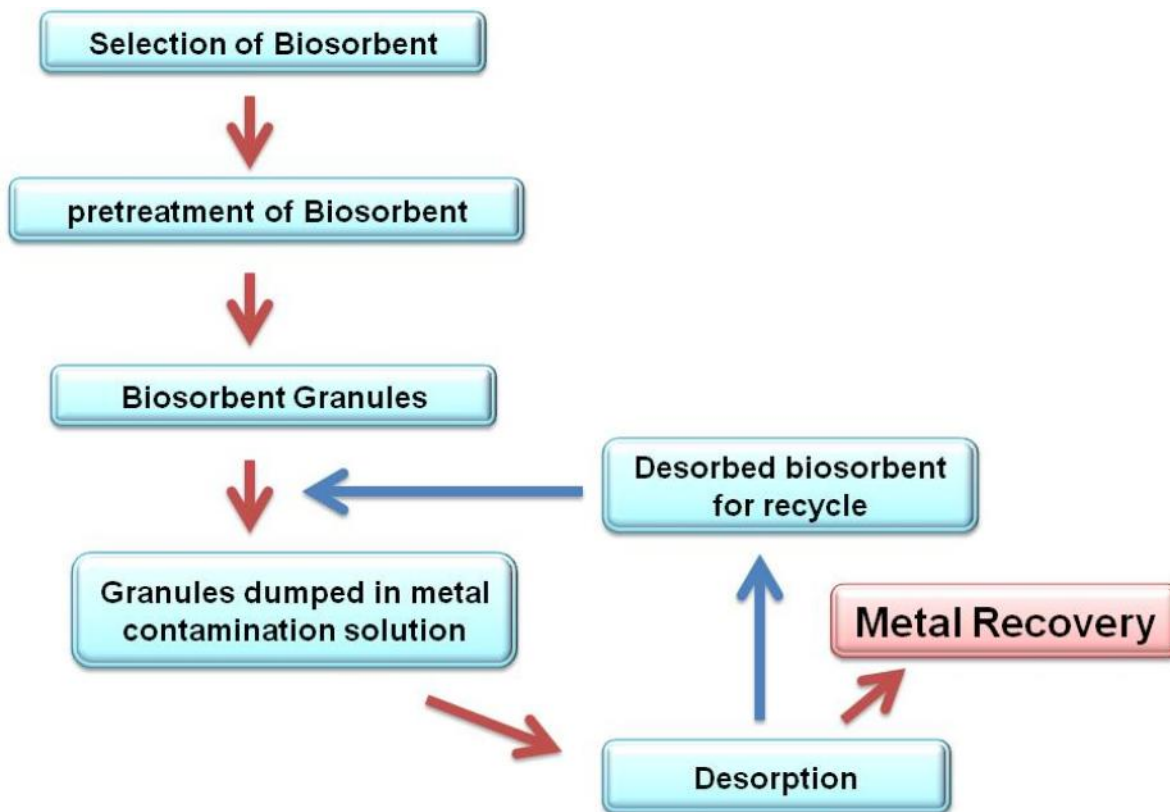 Selection of Biosorbent
pretreatment of Biosorbent
Biosorbent Granules
Desorbed biosorbent
for recycle
Granules dumped in metal
contamination solution
Metal Recovery
Desorption